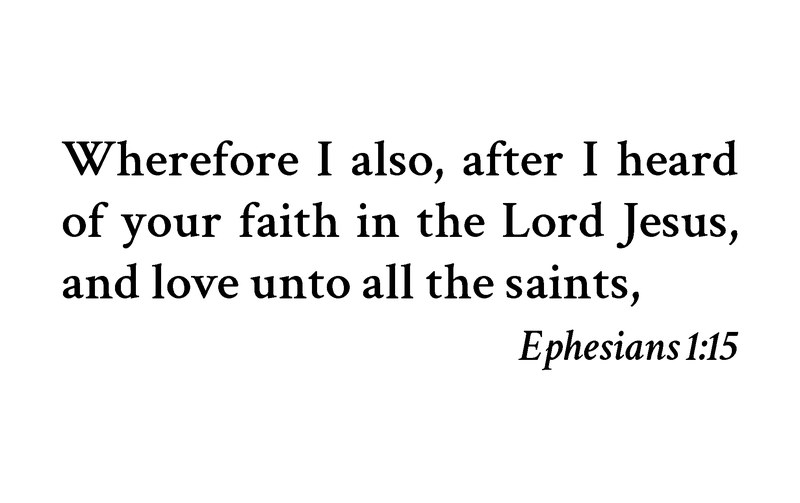 Wherefore I also, after I heard
of your faith in the Lord Jesus,
and love unto all the saints,
Ephesians 1:15